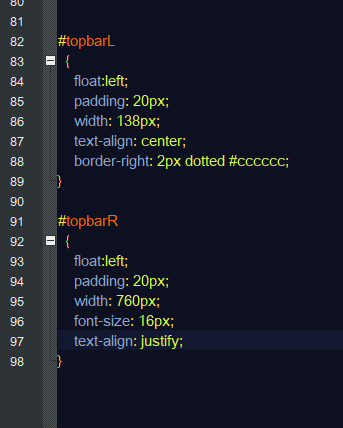 80
81
82 #topbarL
83 {
84 float:left;
85 padding: 20px;
86 width: 138px;
87 text-align: center;
88 border-right: 2px dotted #cccccc;
89 }
90
91 #topbarR
92 {
93 float:left;
94 padding: 20px;
95 width: 760px;
96 font-size: 16px;
97 text-align: justify;
98 }